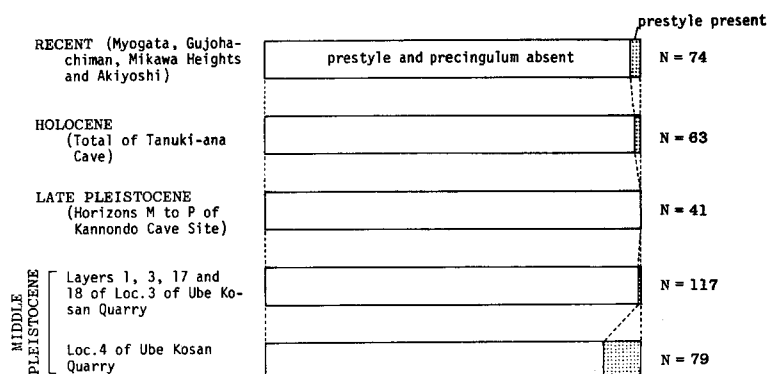 prestyle present
RECENT (Myogata, Gujoha-
chiman, Mikawa Heights
and Akiyoshi)
prestyle and precingulum absent
N = 74
HOLOCENE
(Total of Tanuki-ana
Cave)
N = 63
LATE PLEISTOCENE
(Horizons M to P of
Kannondo Cave Site)
N = 41
MIDDLE
PLEISTOCENE
Layers 1, 3, 17 and
18 of Loc.3 of Ube Ko-
san Quarry
N = 117
Loc.4 of Ube Kosan
Quarry
N = 79